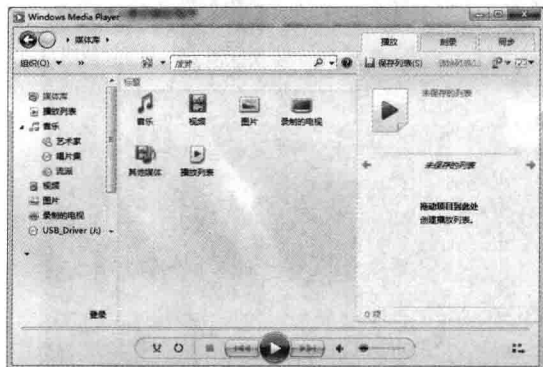 Windows Media Player
媒体库
播放 刻录 同步
组织(O)
搜索
保存列表(S) 清除列表(C)
标题
媒体库
播放列表
音乐
艺术家
唱片集
流派
视频
图片
录制的电视
USB_Driver (J:)
音乐 视频 图片 录制的电视
其他媒体 播放列表
未保存的列表
未保存的列表
拖动项目到此处
创建播放列表。
登录
0 项